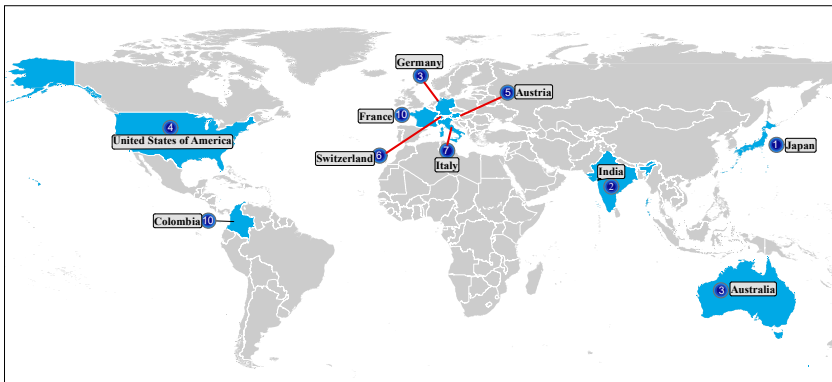 Germany
3
5 Austria
France 10
4
United States of America
1 Japan
Switzerland 6
7
Italy
India
2
Colombia 10
3 Australia